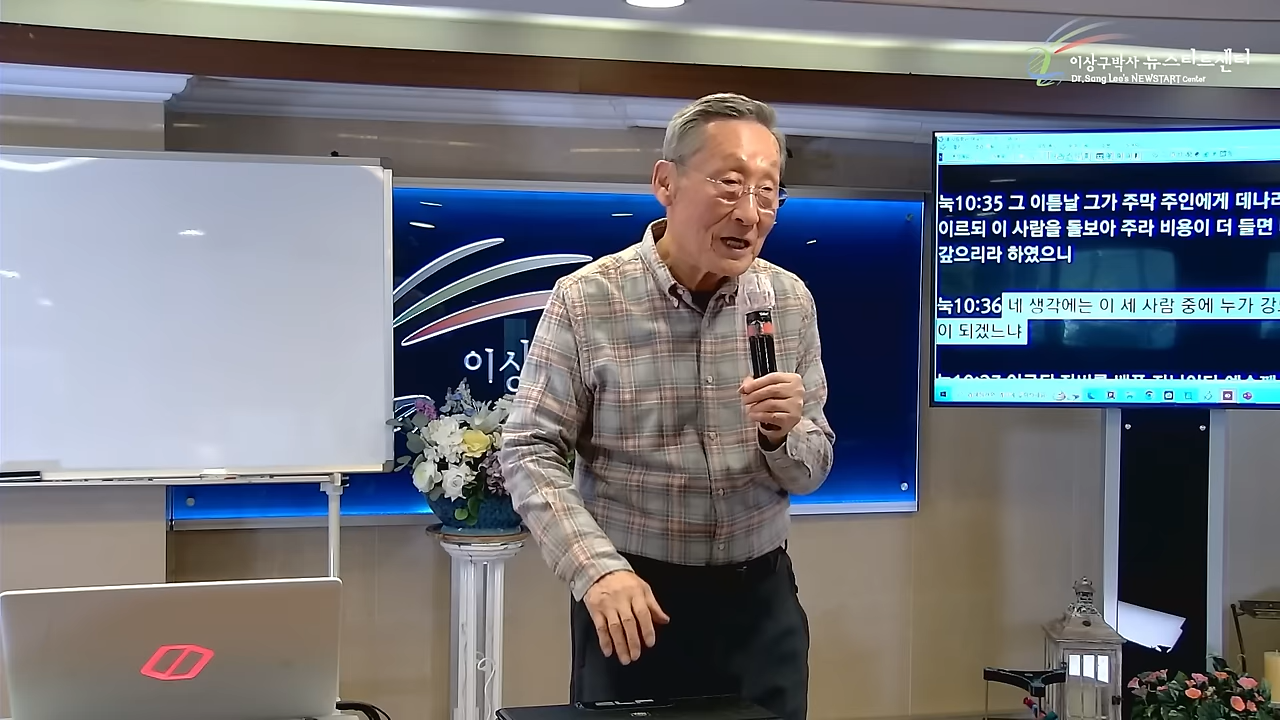 이상구박사 뉴스타트센터
Dr. Sang Lee's NEWSTART Center
눅10:35 그 이튿날 그가 주막 주인에게 데나리
이르되 이 사람을 돌보아 주라 비용이 더 들면
갚으리라 하였으니
눅10:36 네 생각에는 이 세 사람 중에 누가 강도
이 되겠느냐
이상